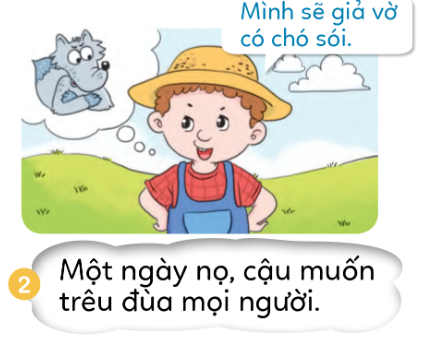 Mình sẽ giả vờ
có chó sói.
2
Một ngày nọ, cậu muốn
trêu đùa mọi người.